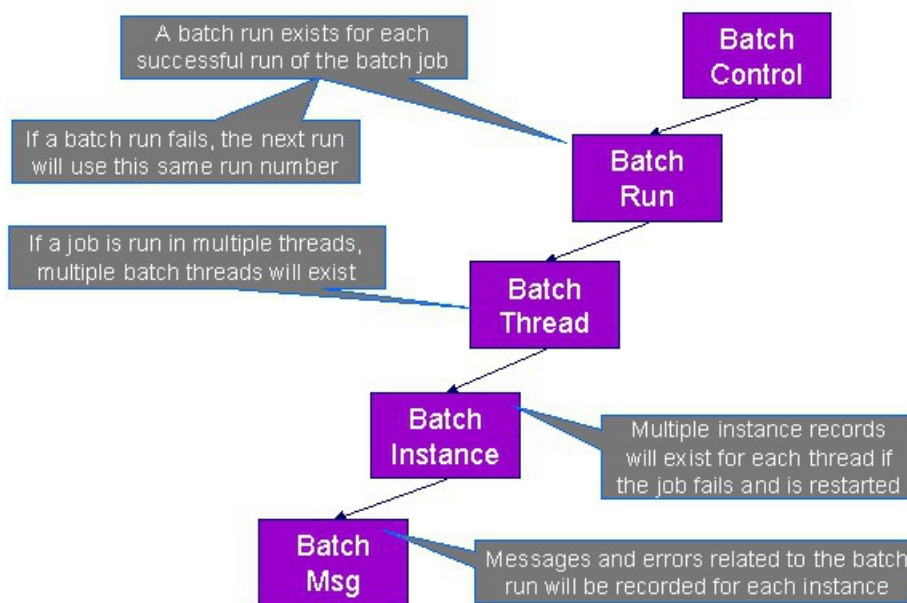 A batch run exists for each
successful run of the batch job
Batch
Control
If a batch run fails, the next run
will use this same run number
Batch
Run
If a job is run in multiple threads,
multiple batch threads will exist
Batch
Thread
Batch
Instance
Multiple instance records
will exist for each thread if
the job fails and is restarted
Batch
Msg
Messages and errors related to the batch
run will be recorded for each instance